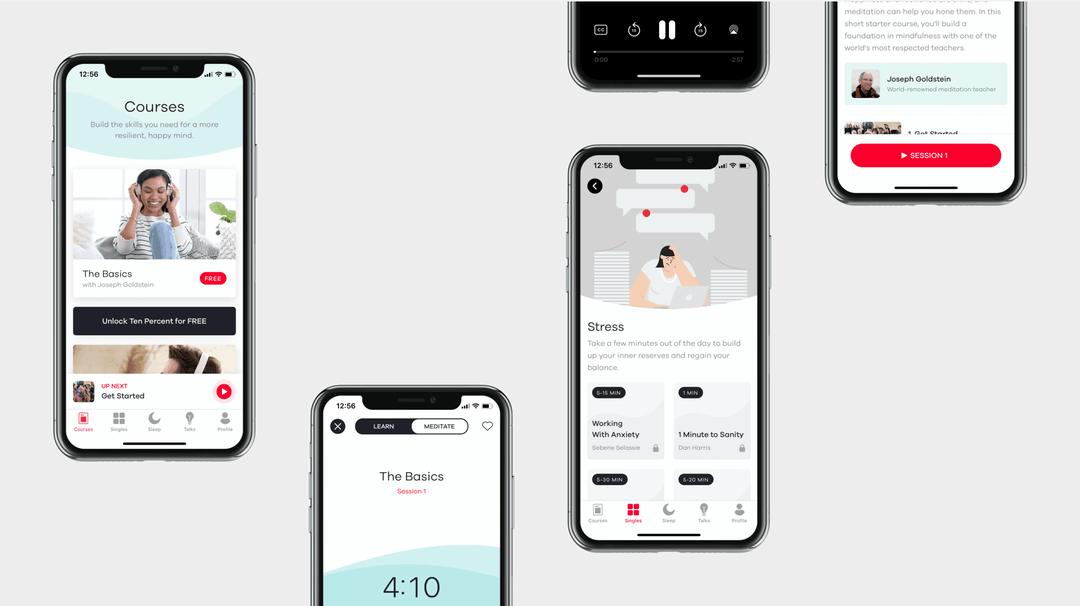 12:56
Courses
Build the skills you need for a more
resilient, happy mind.
The Basics
with Joseph Goldstein
FREE
Unlock Ten Percent for FREE
UP NEXT
Get Started
Courses
Singles
Sleep
Talks
Profile
12:56
LEARN
MEDITATE
The Basics
Session 1
4:10
CC
15
15
0:00
-2:57
12:56
Stress
Take a few minutes out of the day to build
up your inner reserves and regain your
balance.
5-15 MIN
Working
With Anxiety
Sebene Selassie
1 MIN
1 Minute to Sanity
Dan Harris
5-30 MIN
5-20 MIN
Courses
Singles
Sleep
Talks
Profile
meditation can help you hone them. In this
short starter course, you'll build a
foundation in mindfulness with one of the
world's most respected teachers.
Joseph Goldstein
World-renowned meditation teacher
1. Get Started
SESSION 1